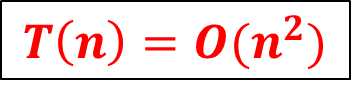 T(n) = O(n²)